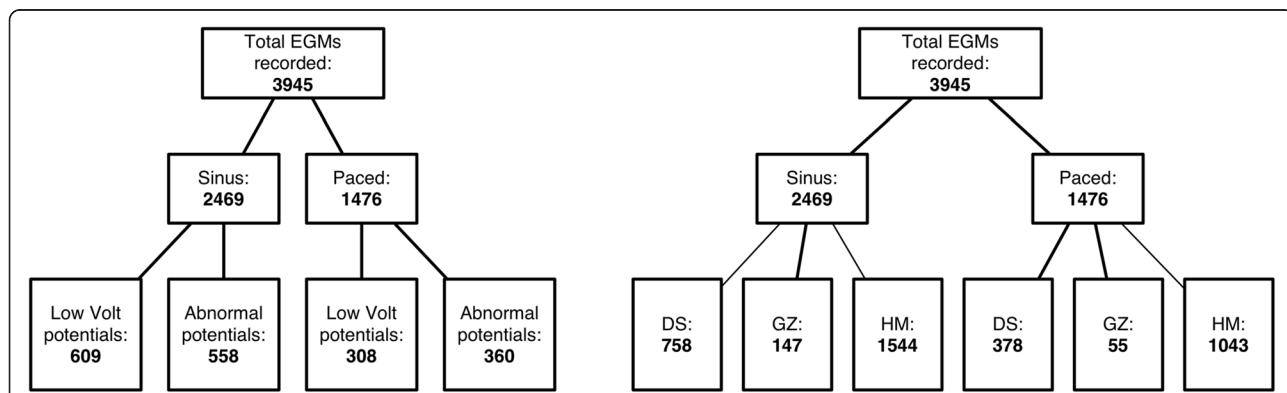 Total EGMs
recorded:
3945
Sinus:
2469
Paced:
1476
Low Volt
potentials:
609
Abnormal
potentials:
558
Low Volt
potentials:
308
Abnormal
potentials:
360
Total EGMs
recorded:
3945
Sinus:
2469
Paced:
1476
DS:
758
GZ:
147
HM:
1544
DS:
378
GZ:
55
HM:
1043